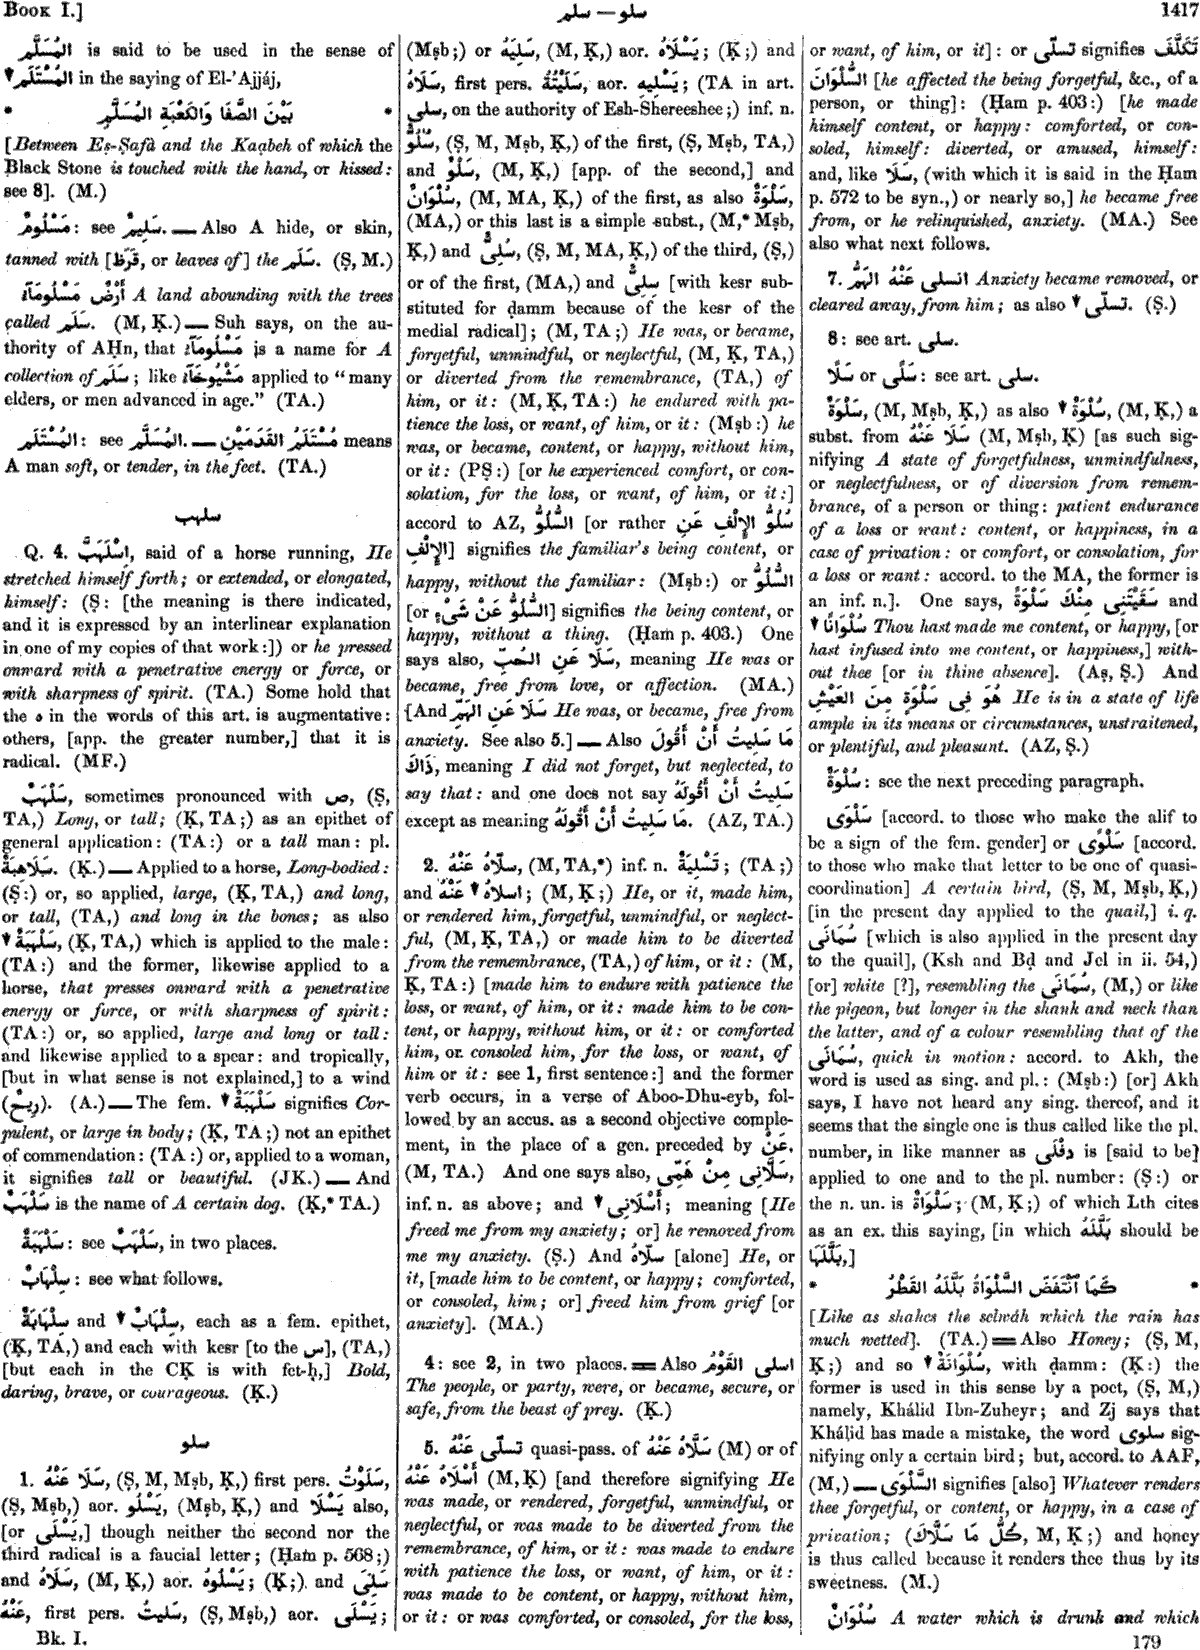 BOOK I.]
سلم — سلو
1417
المُسَلَّم is said to be used in the sense of
المُسْتَلَم▼ in the saying of El-'Ajjáj,
* بَيْنَ الصَّفَا وَالكَعْبَةِ المُسَلَّمِ *
[Between Eṣ-Ṣafà and the Kaạbeh of which the
Black Stone is touched with the hand, or kissed:
see 8]. (M.)
مَسْلُومٌ: see سَلِيمٌ. — Also A hide, or skin,
tanned with [قَرَظ, or leaves of] the سَلَم. (Ṣ, M.)
أَرْضٌ مَسْلُومَآءُ A land abounding with the trees
called سَلَم. (M, Ḳ.) — Suh says, on the au-
thority of AḤn, that مَسْلُومَآءُ is a name for A
collection of سَلَم; like مَشْيُوخَآءُ applied to "many
elders, or men advanced in age." (TA.)
المُسْتَلَم: see المُسَلَّم. — مُسْتَلَمُ القَدَمَيْنِ means
A man soft, or tender, in the feet. (TA.)
سلهب
Q. 4. اِسْلَهَبَّ, said of a horse running, He
stretched himself forth; or extended, or elongated,
himself: (Ṣ: [the meaning is there indicated,
and it is expressed by an interlinear explanation
in one of my copies of that work:]) or he pressed
onward with a penetrative energy or force, or
with sharpness of spirit. (TA.) Some hold that
the ه in the words of this art. is augmentative:
others, [app. the greater number,] that it is
radical. (MF.)
سَلْهَبٌ, sometimes pronounced with ص, (Ṣ,
TA,) Long, or tall; (Ḳ, TA;) as an epithet of
general application: (TA:) or a tall man: pl.
سَلَاهِبَةٌ. (Ḳ.) — Applied to a horse, Long-bodied:
(Ṣ:) or, so applied, large, (Ḳ, TA,) and long,
or tall, (TA,) and long in the bones; as also
سَلْهَبَةٌ▼, (Ḳ, TA,) which is applied to the male:
(TA:) and the former, likewise applied to a
horse, that presses onward with a penetrative
energy or force, or with sharpness of spirit:
(TA:) or, so applied, large and long or tall:
and likewise applied to a spear: and tropically,
[but in what sense is not explained,] to a wind
(رِيحٌ). (A.) — The fem. سَلْهَبَةٌ▼ signifies Cor-
pulent, or large in body; (Ḳ, TA;) not an epithet
of commendation: (TA:) or, applied to a woman,
it signifies tall or beautiful. (JK.) — And
سَلْهَبٌ is the name of A certain dog. (Ḳ,* TA.)
سَلْهَبَةٌ: see سَلْهَبٌ, in two places.
سِلْهَابٌ: see what follows.
سِلْهَابَةٌ and سِلْهَابٌ▼, each as a fem. epithet,
(Ḳ, TA,) and each with kesr [to the س], (TA,)
[but each in the CḲ is with fet-ḥ,] Bold,
daring, brave, or courageous. (Ḳ.)
سلو
1. سَلَا عَنْهُ, (Ṣ, M, Mṣb, Ḳ,) first pers. سَلَوْتُ,
(Ṣ, Mṣb,) aor. يَسْلُو, (Mṣb, Ḳ,) and يَسْلَا also,
[or يَسْلَى,] though neither the second nor the
third radical is a faucial letter; (Ḥam p. 568;)
and سَلَاهُ, (M, Ḳ,) aor. يَسْلُوهُ; (Ḳ;) and سَلِىَ
عَنْهُ, first pers. سَلِيتُ, (Ṣ, Mṣb,) aor. يَسْلَى;
Bk. I.
(Mṣb;) or سَلِيَهُ, (M, Ḳ,) aor. يَسْلَاهُ; (Ḳ;) and
سَلَاهُ, first pers. سَلَيْتُهُ, aor. يَسْلِيهِ; (TA in art.
سلى, on the authority of Esh-Shereeshee;) inf. n.
سُلُوٌّ, (Ṣ, M, Mṣb, Ḳ,) of the first, (Ṣ, Mṣb, TA,)
and سَلْوٌ, (M, Ḳ,) [app. of the second,] and
سُلْوَانٌ, (M, MA, Ḳ,) of the first, as also سَلْوَةٌ,
(MA,) or this last is a simple subst., (M,* Mṣb,
Ḳ,) and سُلِىٌّ, (Ṣ, M, MA, Ḳ,) of the third, (Ṣ,)
or of the first, (MA,) and سِلِىٌّ [with kesr sub-
stituted for ḍamm because of the kesr of the
medial radical]; (M, TA;) He was, or became,
forgetful, unmindful, or neglectful, (M, Ḳ, TA,)
or diverted from the remembrance, (TA,) of
him, or it: (M, Ḳ, TA:) he endured with pa-
tience the loss, or want, of him, or it: (Mṣb:) he
was, or became, content, or happy, without him,
or it: (PṢ:) [or he experienced comfort, or con-
solation, for the loss, or want, of him, or it:]
accord to AZ, السُّلُوُّ [or rather سُلُوُّ الإِلْفِ عَنِ
الإِلْفِ] signifies the familiar's being content, or
happy, without the familiar: (Mṣb:) or السُّلُوُّ
[or السُّلُوُّ عَنْ شَىْءٍ] signifies the being content, or
happy, without a thing. (Ḥam p. 403.) One
says also, سَلَا عَنِ الحُبِّ, meaning He was or
became, free from love, or affection. (MA.)
[And سَلَا عَنِ الهَمِّ He was, or became, free from
anxiety. See also 5.] — Also مَا سَلِيتُ أَنْ أَقُولَ
ذَاكَ, meaning I did not forget, but neglected, to
say that: and one does not say سَلِيتُ أَنْ أَقُولَهُ
except as meaning مَا سَلِيتُ أَنْ أَقُولَهُ. (AZ, TA.)
2. سَلَّاهُ عَنْهُ, (M, TA,*) inf. n. تَسْلِيَةٌ; (TA;)
and اسلاهُ عَنْهُ▼; (M, Ḳ;) He, or it, made him,
or rendered him, forgetful, unmindful, or neglect-
ful, (M, Ḳ, TA,) or made him to be diverted
from the remembrance, (TA,) of him, or it: (M,
Ḳ, TA:) [made him to endure with patience the
loss, or want, of him, or it: made him to be con-
tent, or happy, without him, or it: or comforted
him, or consoled him, for the loss, or want, of
him or it: see 1, first sentence:] and the former
verb occurs, in a verse of Aboo-Dhu-eyb, fol-
lowed by an accus. as a second objective comple-
ment, in the place of a gen. preceded by عَنْ.
(M, TA.) And one says also, سَلَّانِى مِنْ هَمِّى,
inf. n. as above; and أَسْلَانِى▼; meaning [He
freed me from my anxiety; or] he removed from
me my anxiety. (Ṣ.) And سَلَّاهُ [alone] He, or
it, [made him to be content, or happy; comforted,
or consoled, him; or] freed him from grief [or
anxiety]. (MA.)
4: see 2, in two places. = Also اسلى القَوْمُ
The people, or party, were, or became, secure, or
safe, from the beast of prey. (Ḳ.)
5. تسلّى عَنْهُ quasi-pass. of سَلَّاهُ عَنْهُ (M) or of
أَسْلَاهُ عَنْهُ (M, Ḳ) [and therefore signifying He
was made, or rendered, forgetful, unmindful, or
neglectful, or was made to be diverted from the
remembrance, of him, or it: was made to endure
with patience the loss, or want, of him, or it:
was made to be content, or happy, without him,
or it: or was comforted, or consoled, for the loss,
or want, of him, or it]: or تسلّى signifies تَكَلَّفَ
السُّلْوَانَ [he affected the being forgetful, &c., of a
person, or thing]: (Ḥam p. 403:) [he made
himself content, or happy: comforted, or con-
soled, himself: diverted, or amused, himself:
and, like سَلَا, (with which it is said in the Ḥam
p. 572 to be syn.,) or nearly so,] he became free
from, or he relinquished, anxiety. (MA.) See
also what next follows.
7. انسلى عَنْهُ الهَمُّ Anxiety became removed, or
cleared away, from him; as also تسلّى▼. (Ṣ.)
8: see art. سلى.
سَلًا or سَلًى: see art. سلى.
سَلْوَةٌ, (M, Mṣb, Ḳ,) as also سُلْوَةٌ▼, (M, Ḳ,) a
subst. from سَلَا عَنْهُ (M, Mṣb, Ḳ) [as such sig-
nifying A state of forgetfulness, unmindfulness,
or neglectfulness, or of diversion from remem-
brance, of a person or thing: patient endurance
of a loss or want: content, or happiness, in a
case of privation: or comfort, or consolation, for
a loss or want: accord. to the MA, the former is
an inf. n.]. One says, سَقَيْتَنِى مِنْكَ سَلْوَةً and
سُلْوَانًا▼ Thou hast made me content, or happy, [or
hast infused into me content, or happiness,] with-
out thee [or in thine absence]. (Aṣ, Ṣ.) And
هُوَ فِى سَلْوَةٍ مِنَ العَيْشِ He is in a state of life
ample in its means or circumstances, unstraitened,
or plentiful, and pleasant. (AZ, Ṣ.)
سُلْوَةٌ: see the next preceding paragraph.
سَلْوَى [accord. to those who make the alif to
be a sign of the fem. gender] or سَلْوًى [accord.
to those who make that letter to be one of quasi-
coordination] A certain bird, (Ṣ, M, Mṣb, Ḳ,)
[in the present day applied to the quail,] i. q.
سُمَانَى [which is also applied in the present day
to the quail], (Ksh and Bḍ and Jel in ii. 54,)
[or] white [?], resembling the سُمَانَى, (M,) or like
the pigeon, but longer in the shank and neck than
the latter, and of a colour resembling that of the
سُمَانَى, quick in motion: accord. to Akh, the
word is used as sing. and pl.: (Mṣb:) [or] Akh
says, I have not heard any sing. thereof, and it
seems that the single one is thus called like the pl.
number, in like manner as دِفْلَى is [said to be]
applied to one and to the pl. number: (Ṣ:) or
the n. un. is سَلْوَاةٌ; (M, Ḳ;) of which Lth cites
as an ex. this saying, [in which بَلَّلَهُ should be
بَلَّلَهَا,]
* كَمَا ٱنْتَفَضَ السَّلْوَاةُ بَلَّلَهُ القَطْرُ *
[Like as shakes the selwáh which the rain has
much wetted]. (TA.) = Also Honey; (Ṣ, M,
Ḳ;) and so سُلْوَانَةٌ▼, with ḍamm: (Ḳ:) the
former is used in this sense by a poet, (Ṣ, M,)
namely, Khálid Ibn-Zuheyr; and Zj says that
Khálid has made a mistake, the word سلوى sig-
nifying only a certain bird; but, accord. to AAF,
(M,) — السَّلْوَى signifies [also] Whatever renders
thee forgetful, or content, or happy, in a case of
privation; (كُلُّ مَا سَلَّاكَ, M, Ḳ;) and honey
is thus called because it renders thee thus by its
sweetness. (M.)
سُلْوَانٌ A water which is drunk and which
179